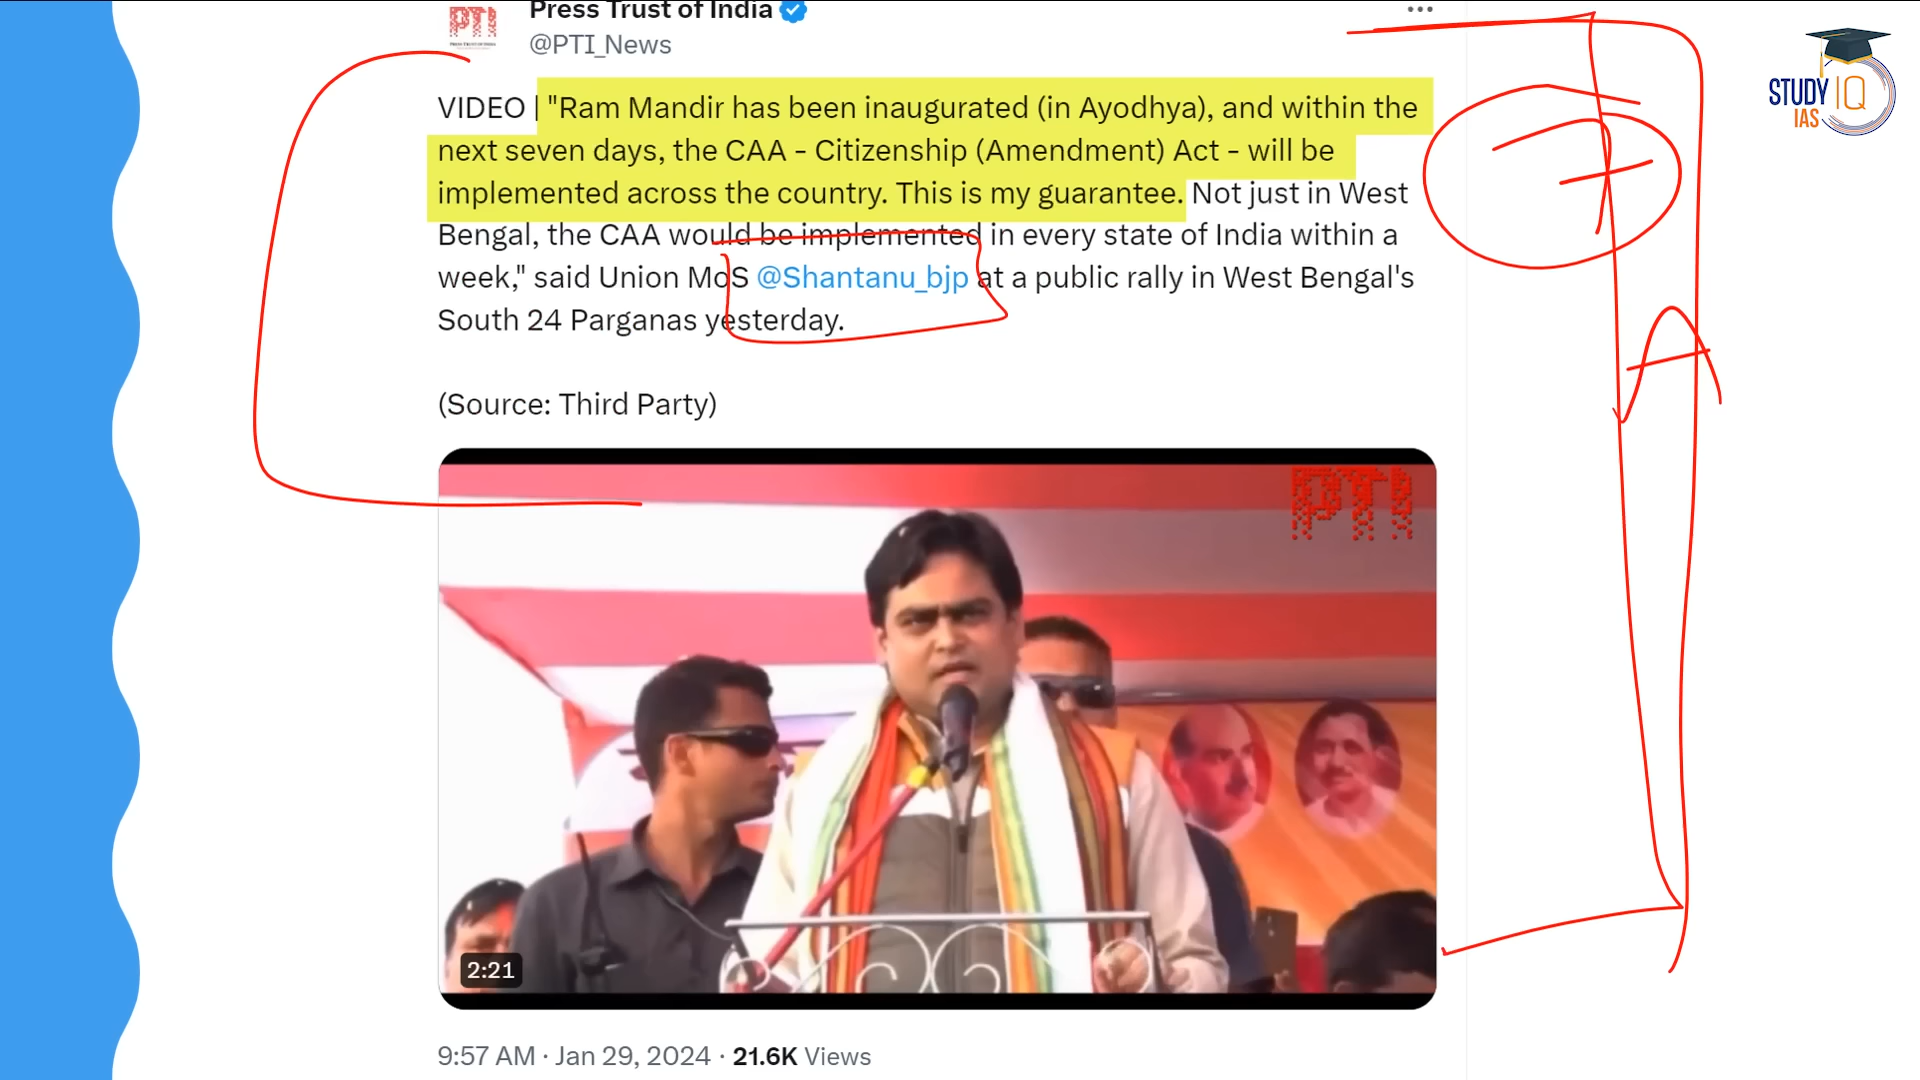 Press Trust of India
@PTI_News
PTI
STUDY IQ
IAS
VIDEO | "Ram Mandir has been inaugurated (in Ayodhya), and within the
next seven days, the CAA - Citizenship (Amendment) Act - will be
implemented across the country. This is my guarantee. Not just in West
Bengal, the CAA would be implemented in every state of India within a
week," said Union MoS @Shantanu_bjp at a public rally in West Bengal's
South 24 Parganas yesterday.
7
A
(Source: Third Party)
PTI
2:21
9:57 AM · Jan 29, 2024 · 21.6K Views